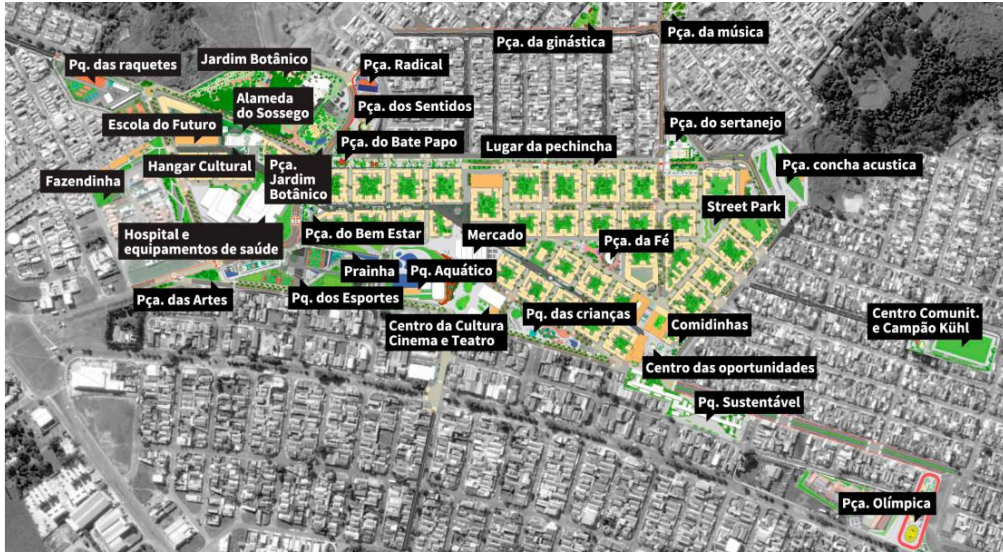 Pça. da ginástica
Pça. da música
Pq. das raquetes
Jardim Botânico
Pça. Radical
Alameda
do Sossego
Pça. dos Sentidos
Escola do Futuro
Pça. do sertanejo
Pça. do Bate Papo
Lugar da pechincha
Hangar Cultural
Pça.
Jardim
Botânico
Pça. concha acustica
Fazendinha
Street Park
Hospital e
equipamentos de saúde
Pça. do Bem Estar
Mercado
Pça. da Fé
Prainha
Pq. Aquático
Pça. das Artes
Pq. dos Esportes
Pq. das crianças
Centro da Cultura
Cinema e Teatro
Comidinhas
Centro Comunit.
e Campão Kühl
Centro das oportunidades
Pq. Sustentável
Pça. Olímpica